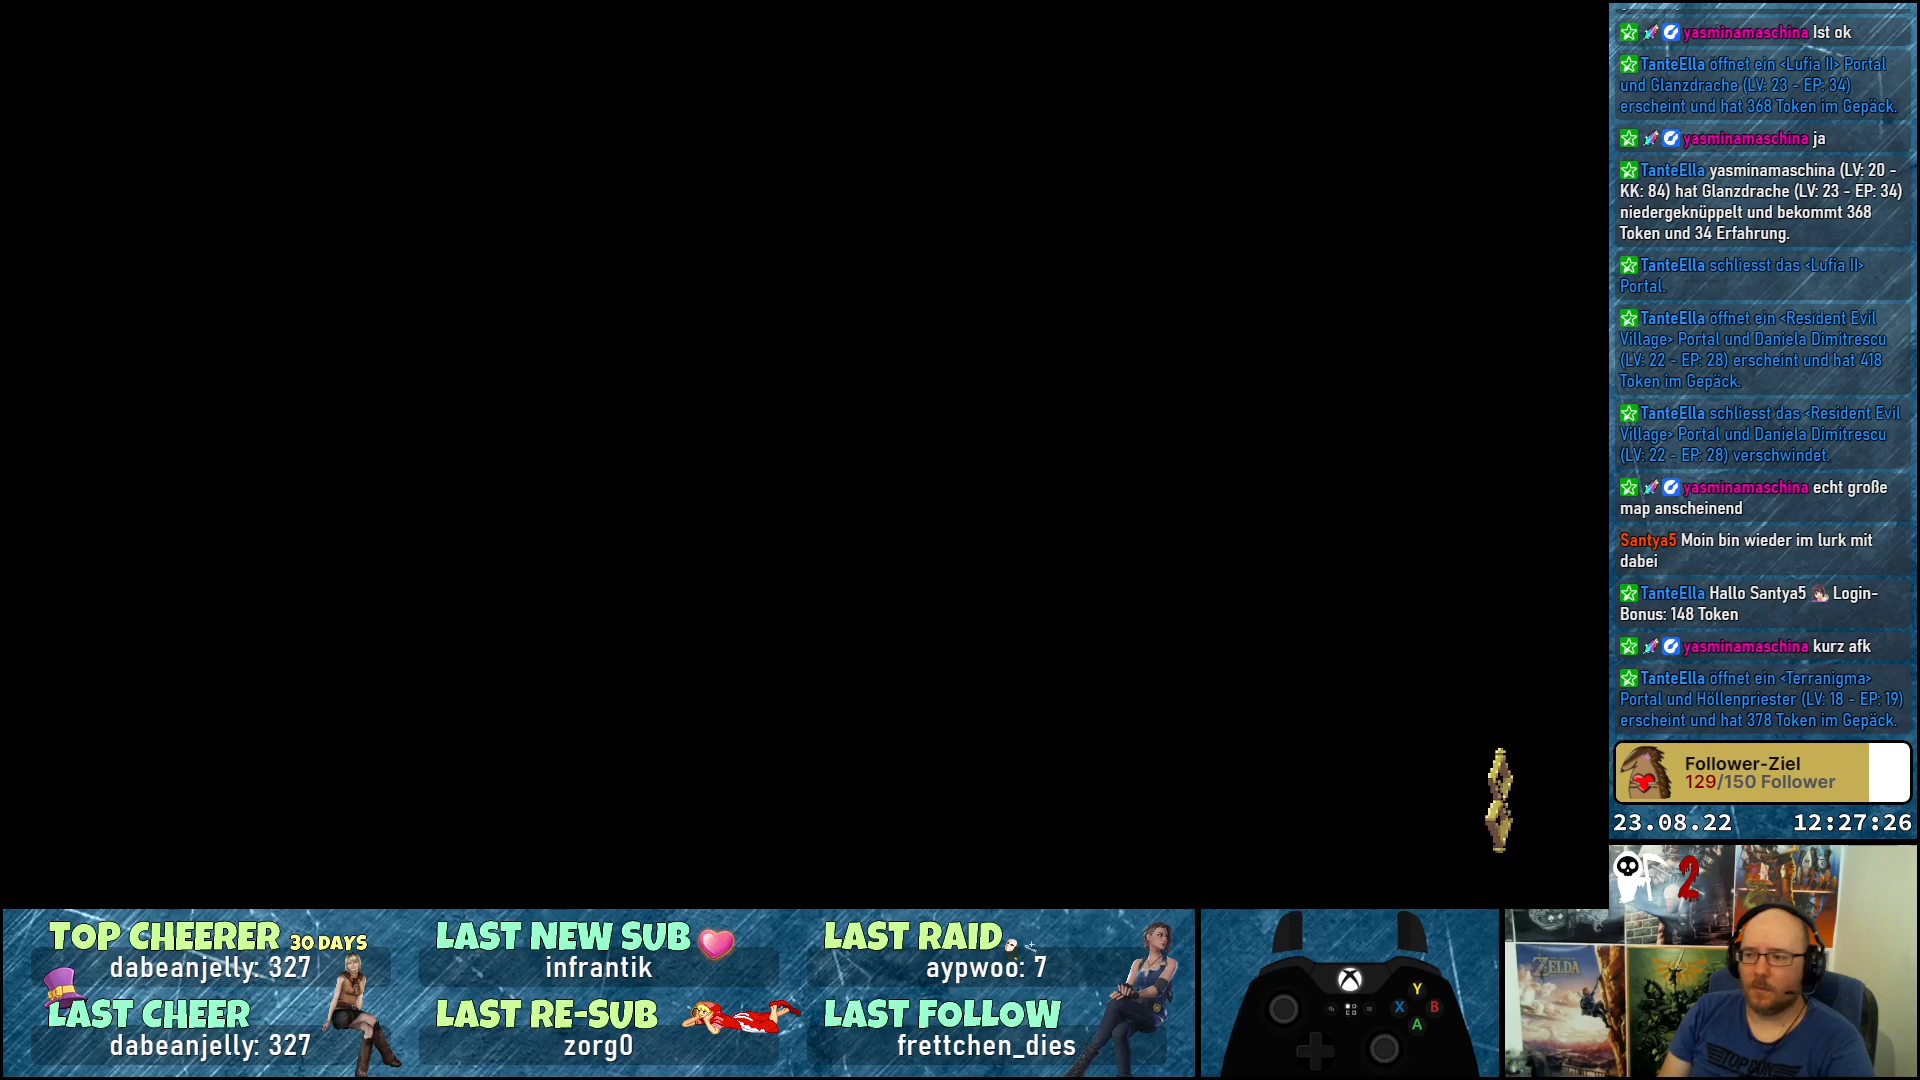 yasminamaschina Ist ok
TanteElla öffnet ein <Lufia II> Portal
und Glanzdrache (LV: 23 - EP: 34)
erscheint und hat 368 Token im Gepäck.
yasminamaschina ja
TanteElla yasminamaschina (LV: 20 -
KK: 84) hat Glanzdrache (LV: 23 - EP: 34)
niedergeknüppelt und bekommt 368
Token und 34 Erfahrung.
TanteElla schliesst das <Lufia II>
Portal.
TanteElla öffnet ein <Resident Evil
Village> Portal und Daniela Dimitrescu
(LV: 22 - EP: 28) erscheint und hat 418
Token im Gepäck.
TanteElla schliesst das <Resident Evil
Village> Portal und Daniela Dimitrescu
(LV: 22 - EP: 28) verschwindet.
yasminamaschina echt große
map anscheinend
Santya5 Moin bin wieder im lurk mit
dabei
TanteElla Hallo Santya5 Login-
Bonus: 148 Token
yasminamaschina kurz afk
TanteElla öffnet ein <Terranigma>
Portal und Höllenpriester (LV: 18 - EP: 19)
erscheint und hat 378 Token im Gepäck.
Follower-Ziel
129/150 Follower
23.08.22 12:27:26
2
TOP CHEERER 30 DAYS
dabeanjelly: 327
LAST CHEER
dabeanjelly: 327
LAST NEW SUB
infrantik
LAST RE-SUB
zorg0
LAST RAID
aypwoo: 7
LAST FOLLOW
frettchen_dies
Y
X B
A
ZELDA
TOP GUN